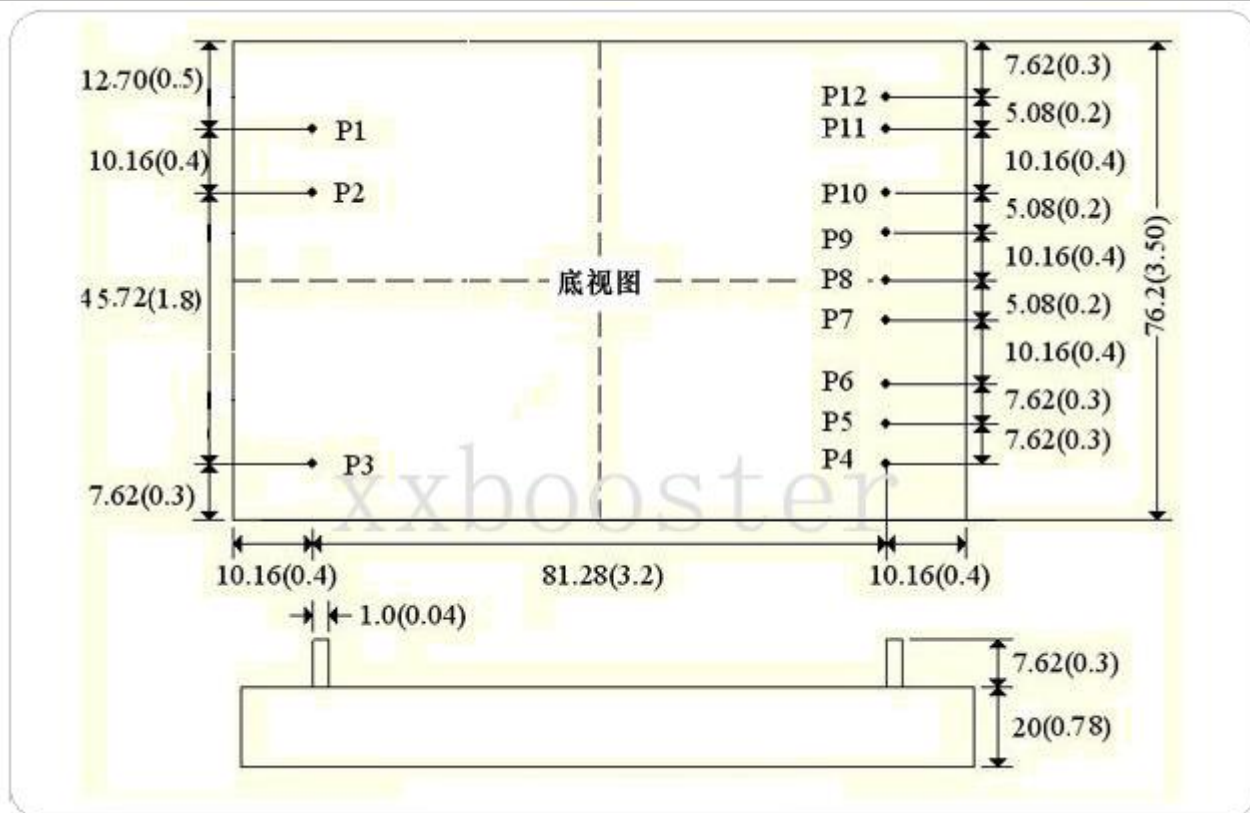 12.70(0.5)
10.16(0.4)
45.72(1.8)
7.62(0.3)
P1
P2
P3
底视图
P12
P11
P10
P9
P8
P7
P6
P5
P4
7.62(0.3)
5.08(0.2)
10.16(0.4)
5.08(0.2)
10.16(0.4)
5.08(0.2)
10.16(0.4)
7.62(0.3)
7.62(0.3)
76.2(3.50)
xxbooster
10.16(0.4)
81.28(3.2)
10.16(0.4)
1.0(0.04)
7.62(0.3)
20(0.78)